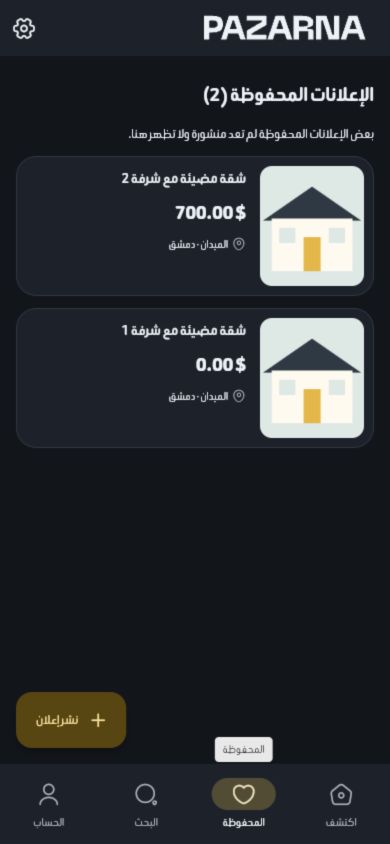 PAZARNA
الإعلانات المحفوظة (2)
بعض الإعلانات المحفوظة لم تعد منشورة ولا تظهر هنا.
شقة مضيئة مع شرفة 2
700.00$
الميدان · دمشق
شقة مضيئة مع شرفة 1
0.00$
الميدان · دمشق
نشر إعلان
المحفوظة
اكتشف
المحفوظة
البحث
الحساب